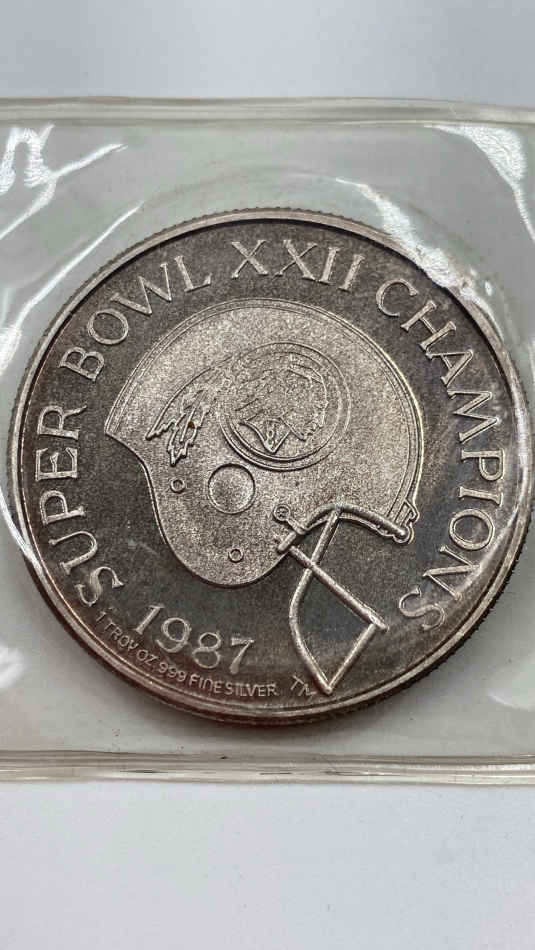 SUPER BOWL XXII CHAMPIONS
1987
1 TROY OZ 999 FINE SILVER
TM